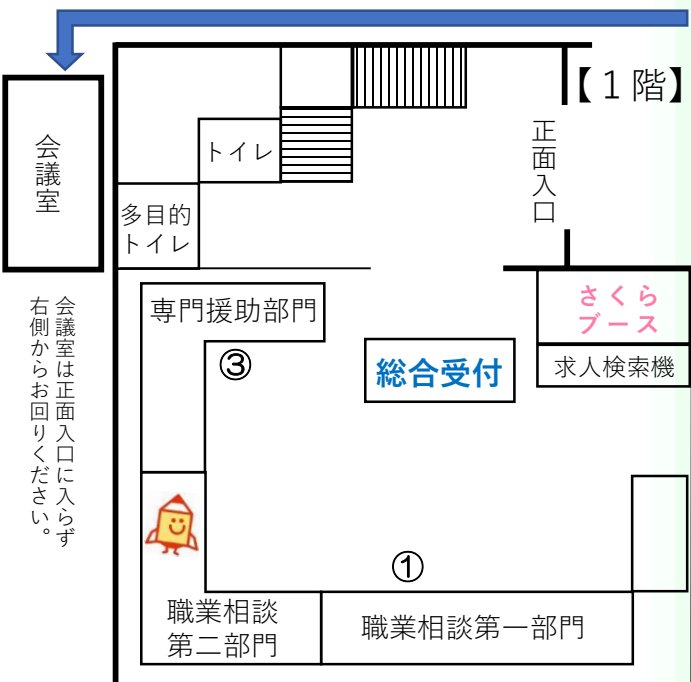 【１階】
正面入口
会議室
トイレ
多目的
トイレ
会議室は正面入口に入らず
右側からお回りください。
専門援助部門
③
総合受付
さくら
ブース
求人検索機
①
職業相談
第二部門
職業相談第一部門